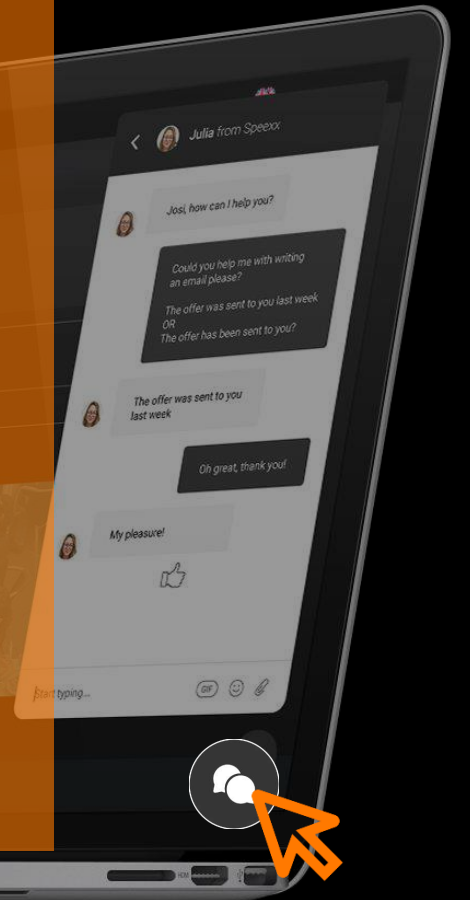 Julia from Speexx
Josi, how can I help you?
Could you help me with writing
an email please?
The offer was sent to you last week
OR
The offer has been sent to you?
The offer was sent to you
last week
Oh great, thank you!
My pleasure!
Start typing...
GIF
HDMI